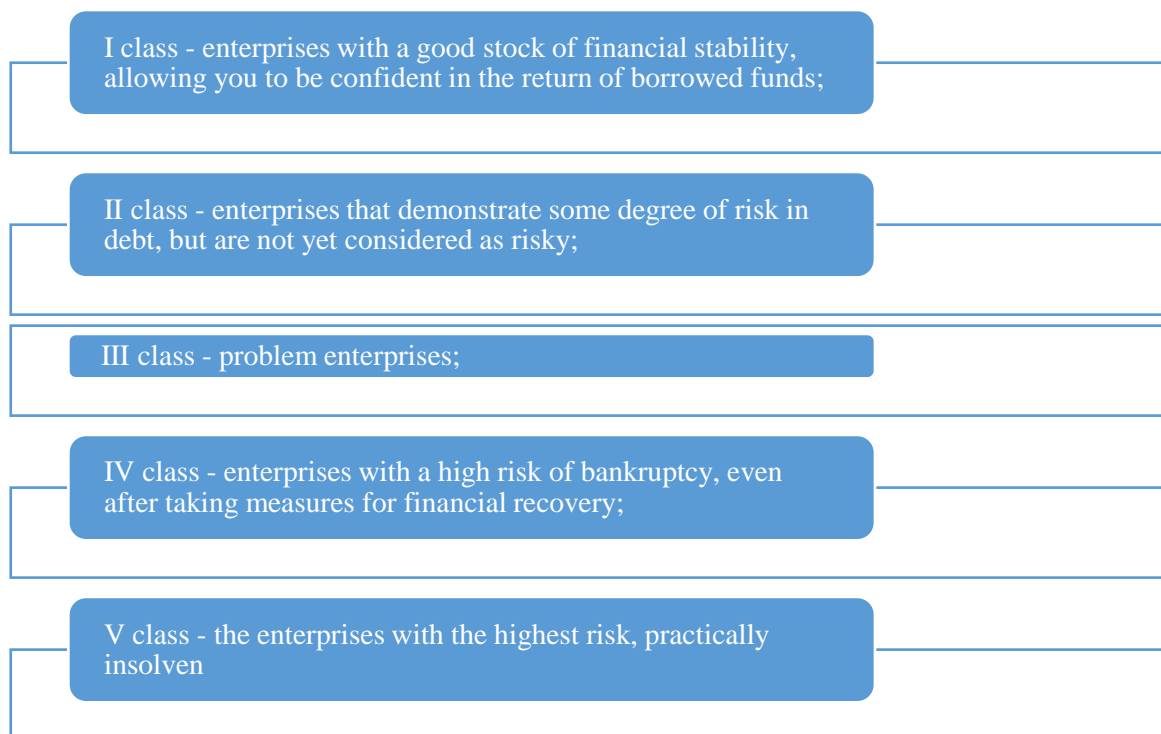 I class - enterprises with a good stock of financial stability,
allowing you to be confident in the return of borrowed funds;
II class - enterprises that demonstrate some degree of risk in
debt, but are not yet considered as risky;
III class - problem enterprises;
IV class - enterprises with a high risk of bankruptcy, even
after taking measures for financial recovery;
V class - the enterprises with the highest risk, practically
insolven